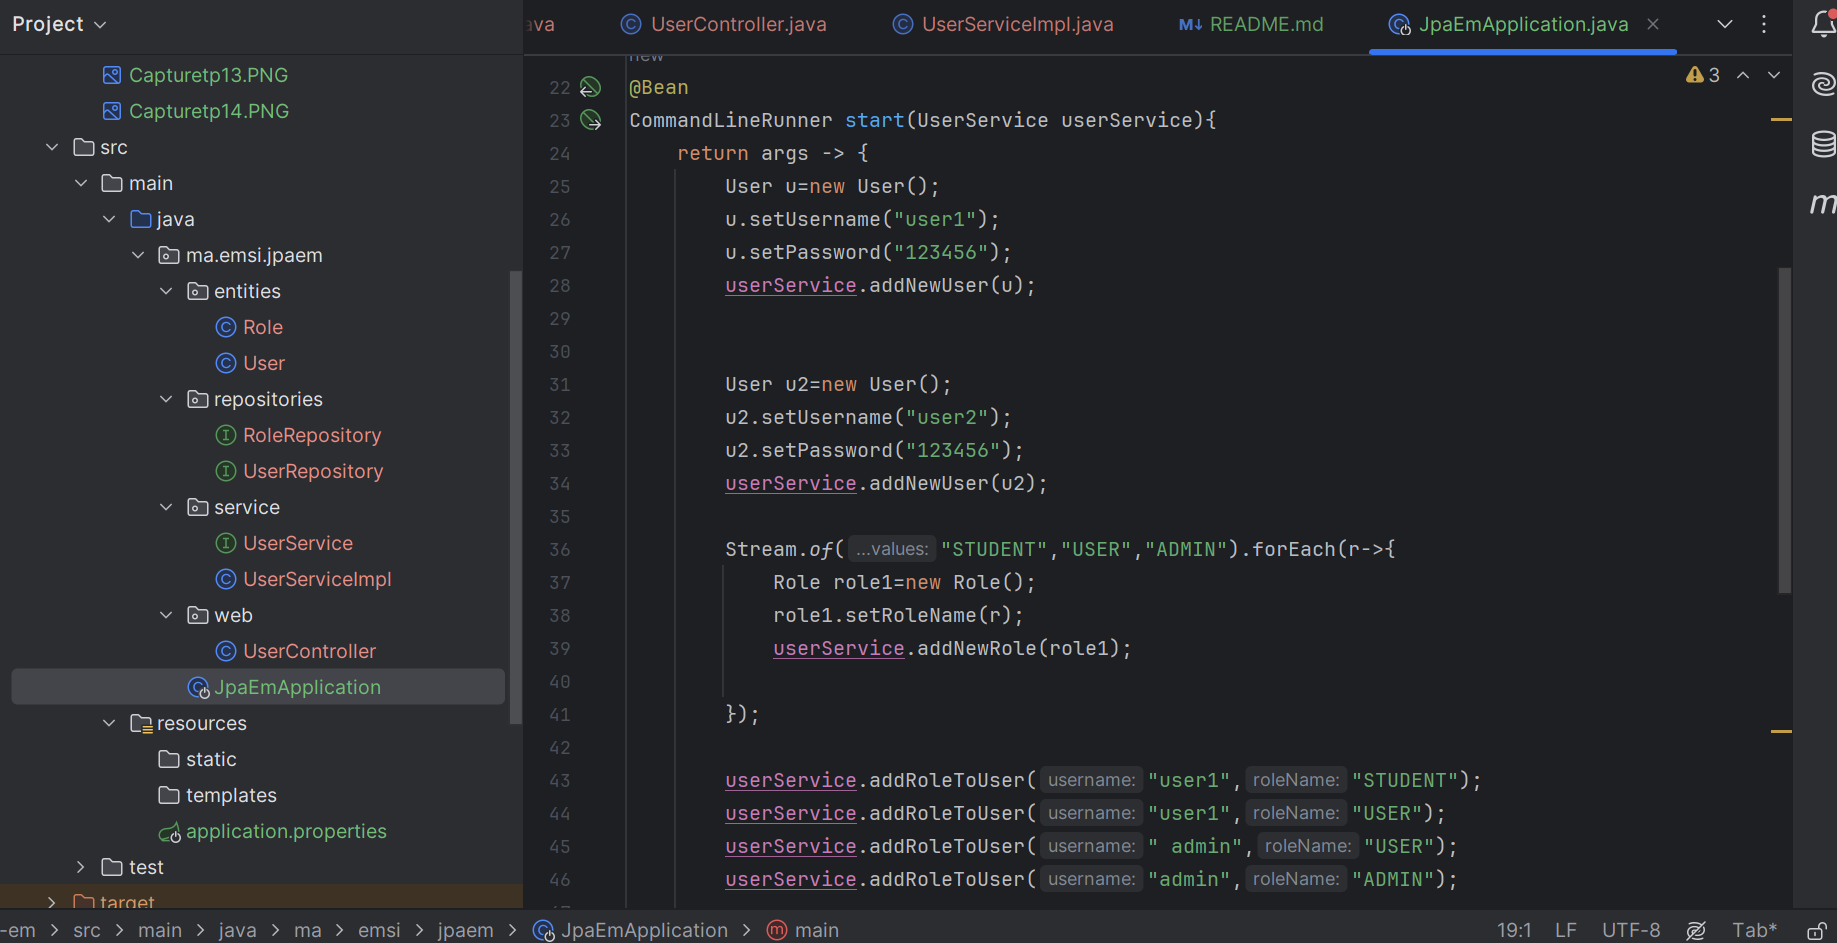 Project
Capturetp13.PNG
Capturetp14.PNG
src
main
java
ma.emsi.jpaem
entities
Role
User
repositories
RoleRepository
UserRepository
service
UserService
UserServiceImpl
web
UserController
JpaEmApplication
resources
static
templates
application.properties
test
target
ava UserController.java UserServiceImpl.java M↓ README.md JpaEmApplication.java
3
new
22 @Bean
23 CommandLineRunner start(UserService userService){
24 return args -> {
25 User u=new User();
26 u.setUsername("user1");
27 u.setPassword("123456");
28 userService.addNewUser(u);
29
30
31 User u2=new User();
32 u2.setUsername("user2");
33 u2.setPassword("123456");
34 userService.addNewUser(u2);
35
36 Stream.of( ...values: "STUDENT","USER","ADMIN").forEach(r->{
37 Role role1=new Role();
38 role1.setRoleName(r);
39 userService.addNewRole(role1);
40
41 });
42
43 userService.addRoleToUser( username: "user1", roleName: "STUDENT");
44 userService.addRoleToUser( username: "user1", roleName: "USER");
45 userService.addRoleToUser( username: " admin", roleName: "USER");
46 userService.addRoleToUser( username: "admin", roleName: "ADMIN");
-em > src > main > java > ma > emsi > jpaem > JpaEmApplication > main 19:1 LF UTF-8 Tab*